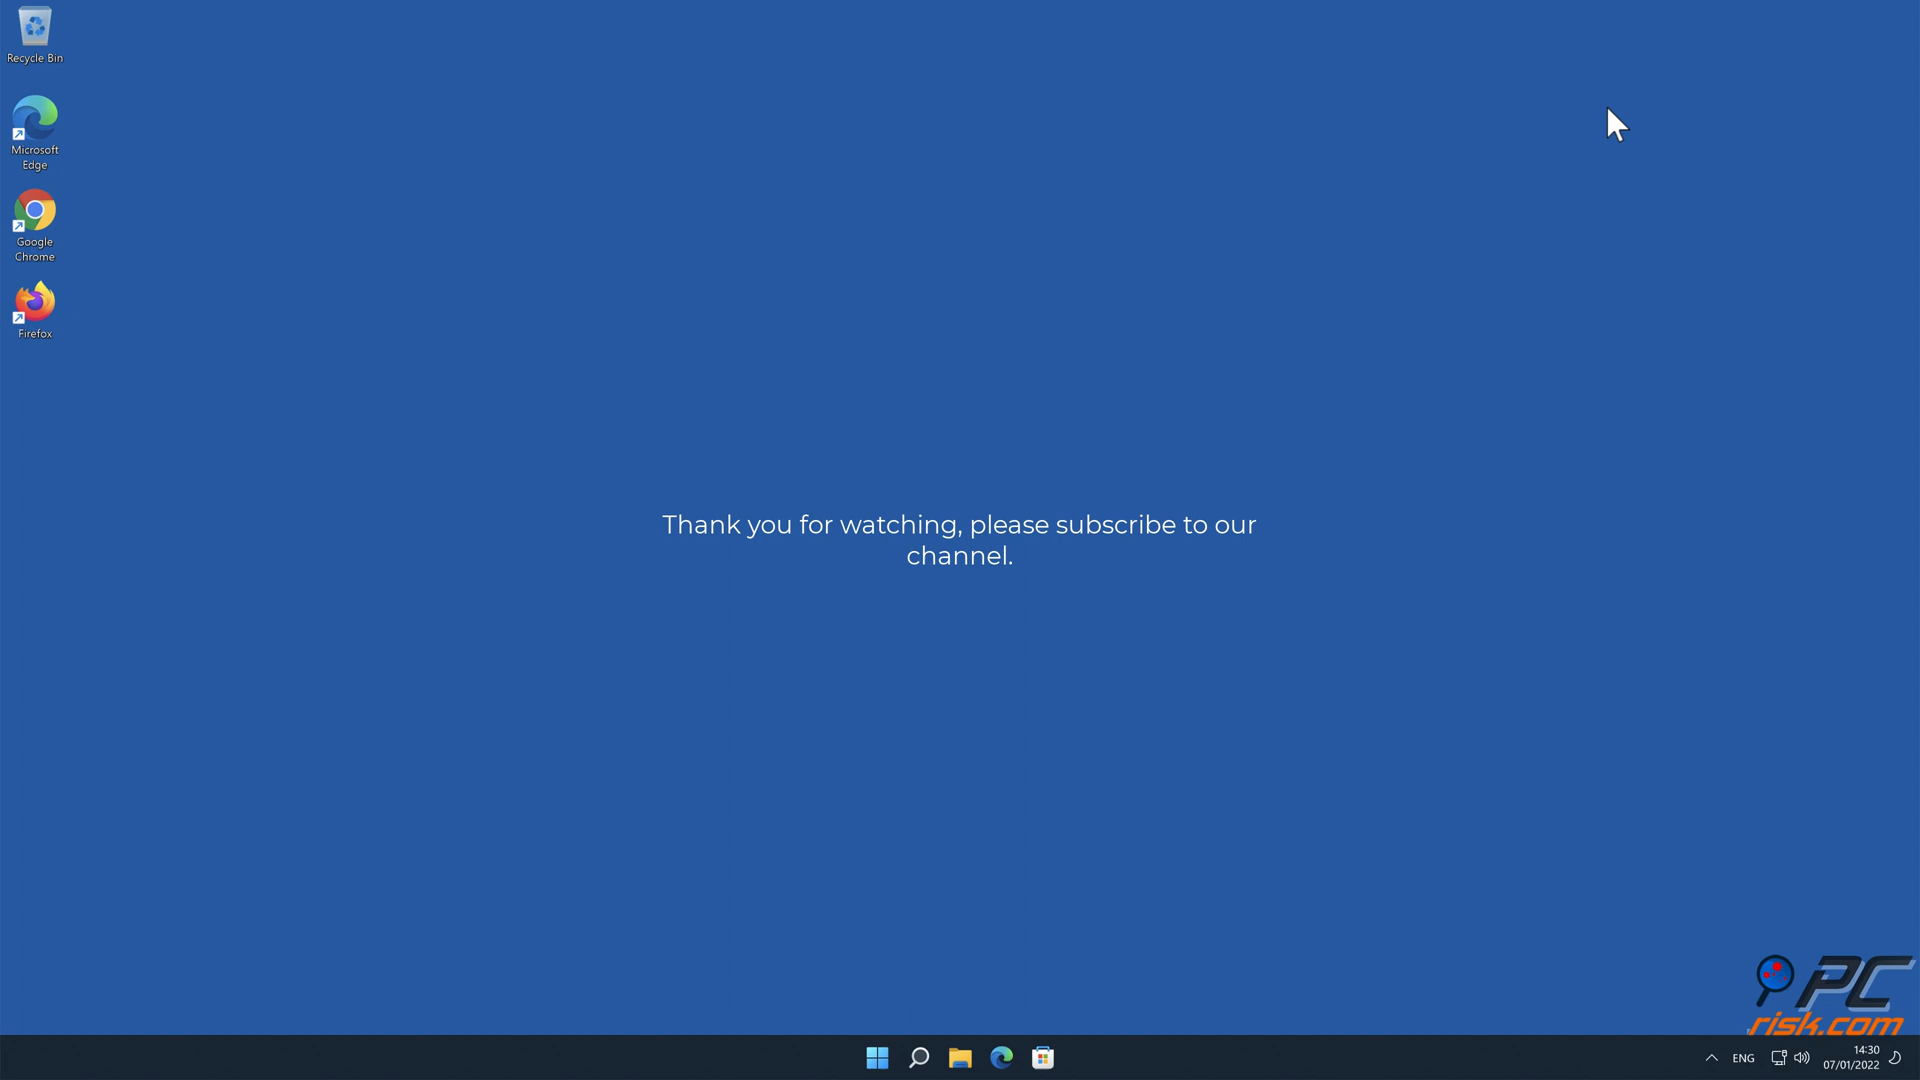 Recycle Bin
Microsoft
Edge
Google
Chrome
Firefox
Thank you for watching, please subscribe to our
channel.
PC
risk.com
ENG
14:30
07/01/2022